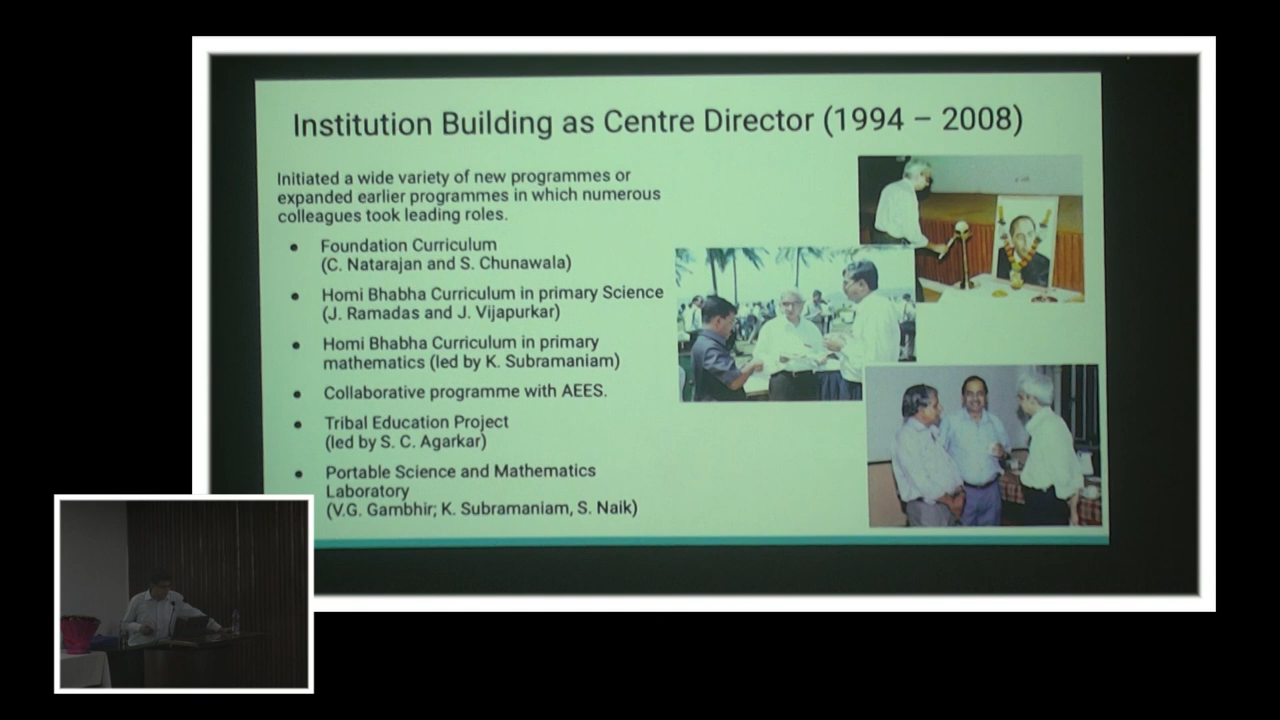 Institution Building as Centre Director (1994 – 2008)
Initiated a wide variety of new programmes or
expanded earlier programmes in which numerous
colleagues took leading roles.
● Foundation Curriculum
(C. Natarajan and S. Chunawala)
● Homi Bhabha Curriculum in primary Science
(J. Ramadas and J. Vijapurkar)
● Homi Bhabha Curriculum in primary
mathematics (led by K. Subramaniam)
● Collaborative programme with AEES.
● Tribal Education Project
(led by S. C. Agarkar)
● Portable Science and Mathematics
Laboratory
(V.G. Gambhir; K. Subramaniam, S. Naik)